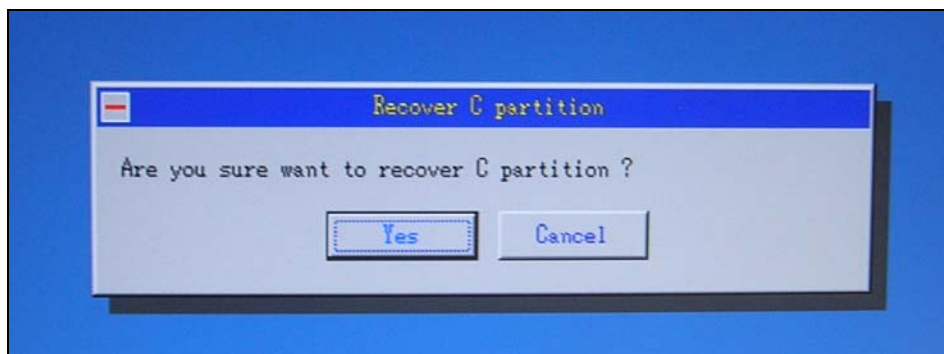 Recover C partition
Are you sure want to recover C partition ?
Yes
Cancel